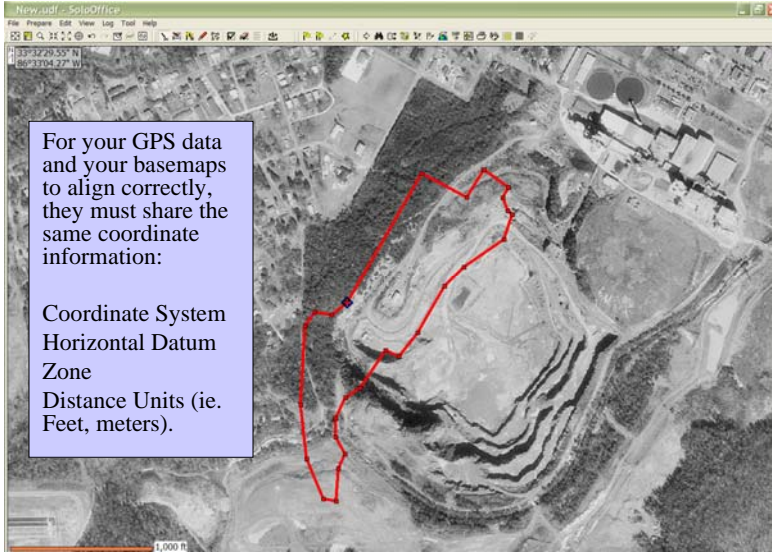 New.udf - SoloOffice
File Prepare Edit View Log Tool Help
33°32'29.55" N
86°33'04.27" W
For your GPS data
and your basemaps
to align correctly,
they must share the
same coordinate
information:
Coordinate System
Horizontal Datum
Zone
Distance Units (ie.
Feet, meters).
1,000 ft